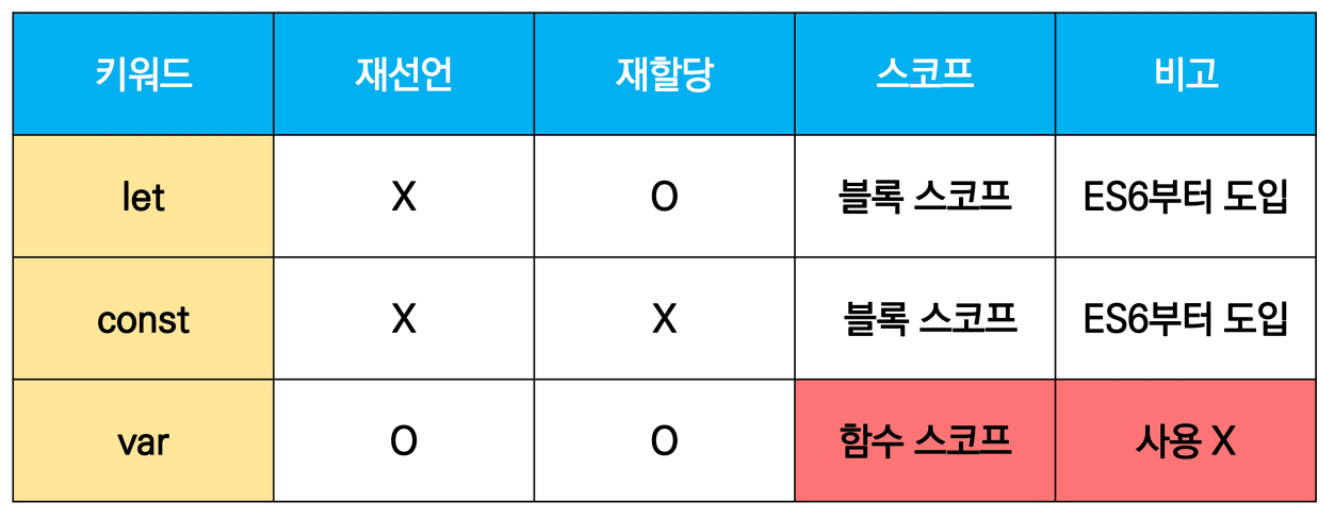 키워드 재선언 재할당 스코프 비고
let X O 블록 스코프 ES6부터 도입
const X X 블록 스코프 ES6부터 도입
var O O 함수 스코프 사용 X